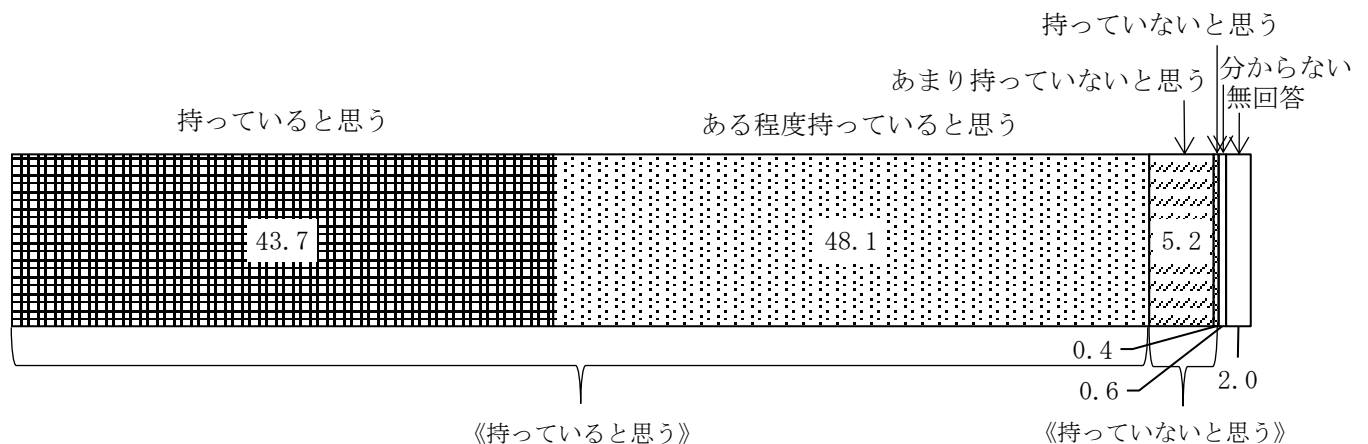 持っていないと思う
分からない
あまり持っていないと思う
無回答
持っていると思う
ある程度持っていると思う
43.7
48.1
5.2
0.4
0.6
2.0
《持っていると思う》
《持っていないと思う》